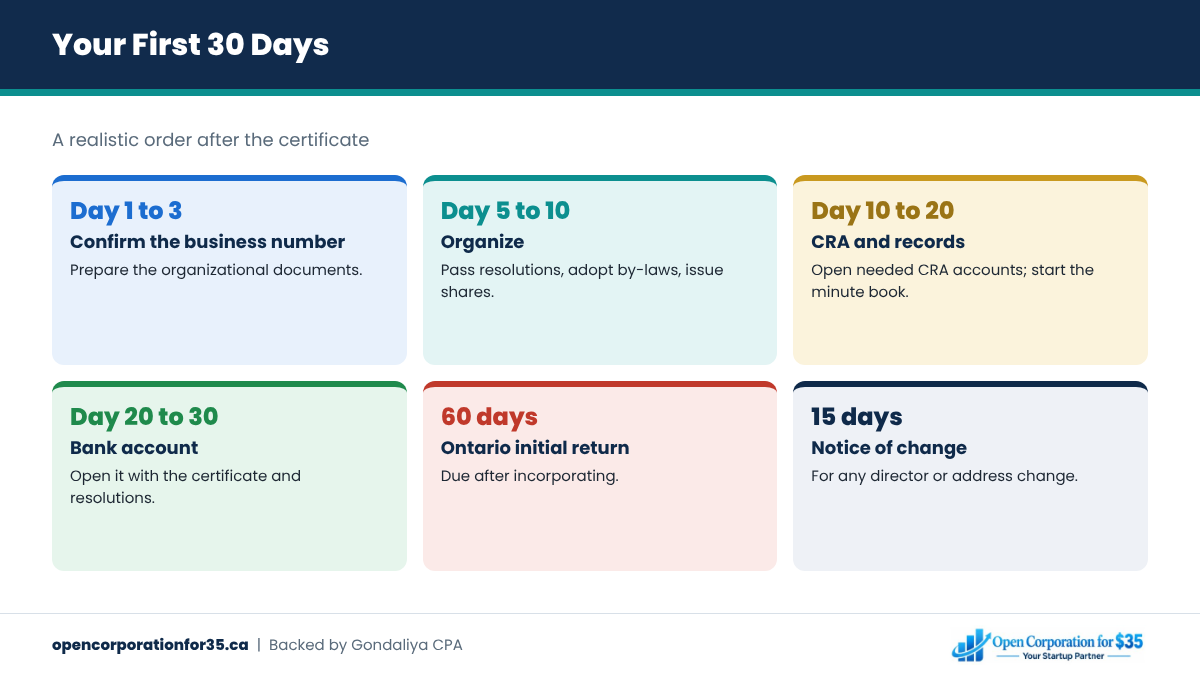 Your First 30 Days
A realistic order after the certificate
Day 1 to 3
Confirm the business number
Prepare the organizational documents.
Day 5 to 10
Organize
Pass resolutions, adopt by-laws, issue
shares.
Day 10 to 20
CRA and records
Open needed CRA accounts; start the
minute book.
Day 20 to 30
Bank account
Open it with the certificate and
resolutions.
60 days
Ontario initial return
Due after incorporating.
15 days
Notice of change
For any director or address change.
opencorporationfor35.ca | Backed by Gondaliya CPA
Open Corporation for $35
Your Startup Partner